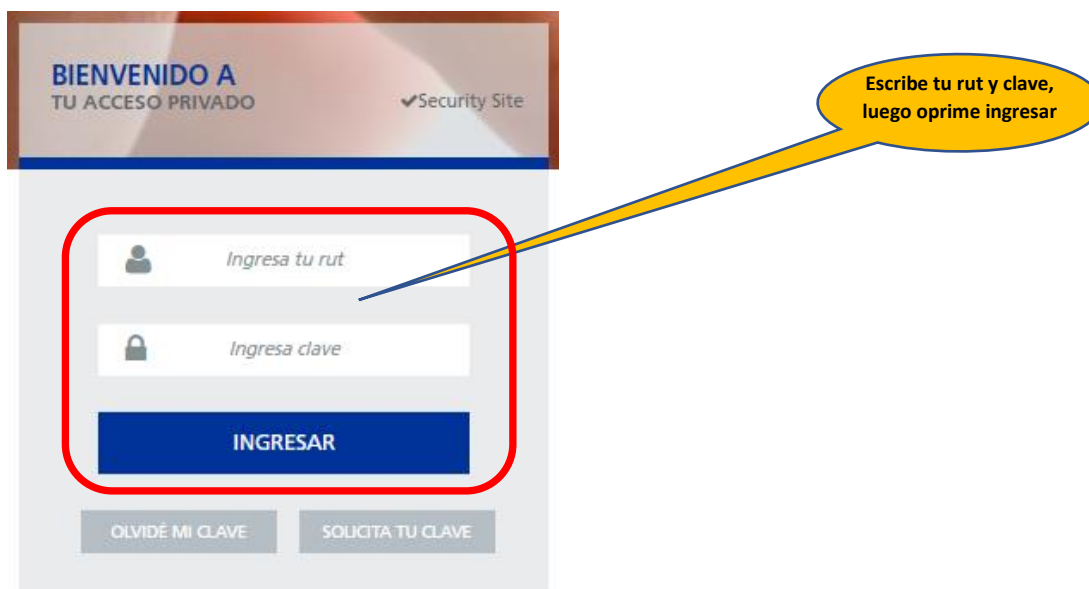 BIENVENIDO A
TU ACCESO PRIVADO
✔Security Site
Escribe tu rut y clave,
luego oprime ingresar
Ingresa tu rut
Ingresa clave
INGRESAR
OLVIDÉ MI CLAVE
SOLICITA TU CLAVE